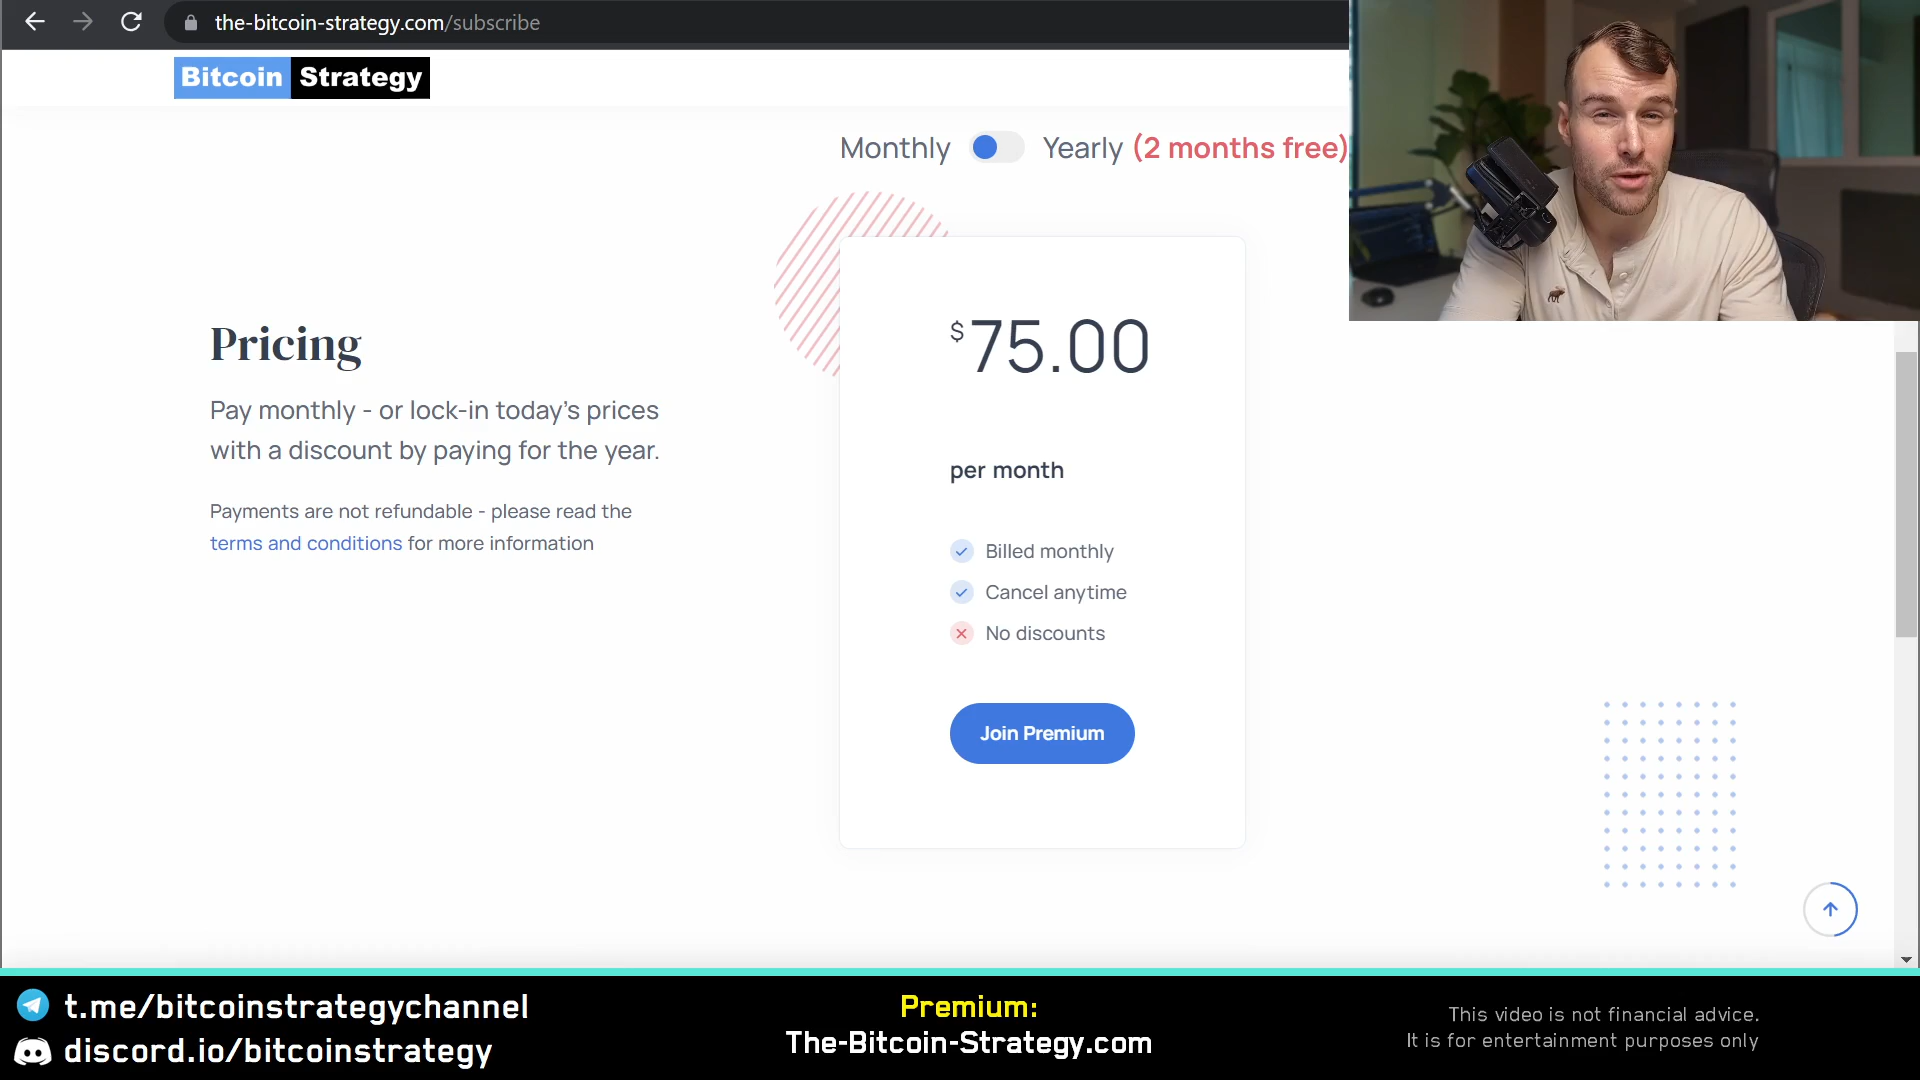 the-bitcoin-strategy.com/subscribe
Bitcoin Strategy
Monthly Yearly (2 months free)
Pricing
Pay monthly - or lock-in today's prices
with a discount by paying for the year.
Payments are not refundable - please read the
terms and conditions for more information
$75.00
per month
Billed monthly
Cancel anytime
No discounts
Join Premium
t.me/bitcoinstrategychannel
discord.io/bitcoinstrategy
Premium:
The-Bitcoin-Strategy.com
This video is not financial advice.
It is for entertainment purposes only